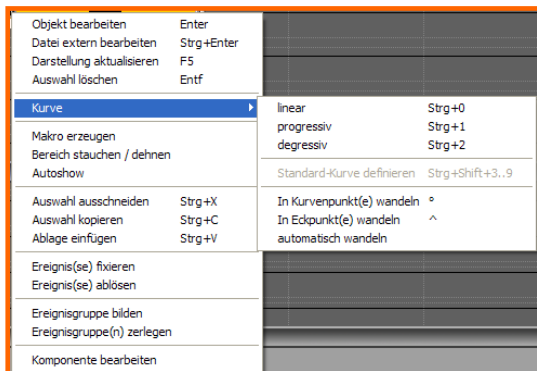 Objekt bearbeiten Enter
Datei extern bearbeiten Strg+Enter
Darstellung aktualisieren F5
Auswahl löschen Entf
Kurve
Makro erzeugen
Bereich stauchen / dehnen
Autoshow
Auswahl ausschneiden Strg+X
Auswahl kopieren Strg+C
Ablage einfügen Strg+V
Ereignis(se) fixieren
Ereignis(se) ablösen
Ereignisgruppe bilden
Ereignisgruppe(n) zerlegen
Komponente bearbeiten
linear Strg+0
progressiv Strg+1
degressiv Strg+2
Standard-Kurve definieren Strg+Shift+3..9
In Kurvenpunkt(e) wandeln °
In Eckpunkt(e) wandeln ^
automatisch wandeln